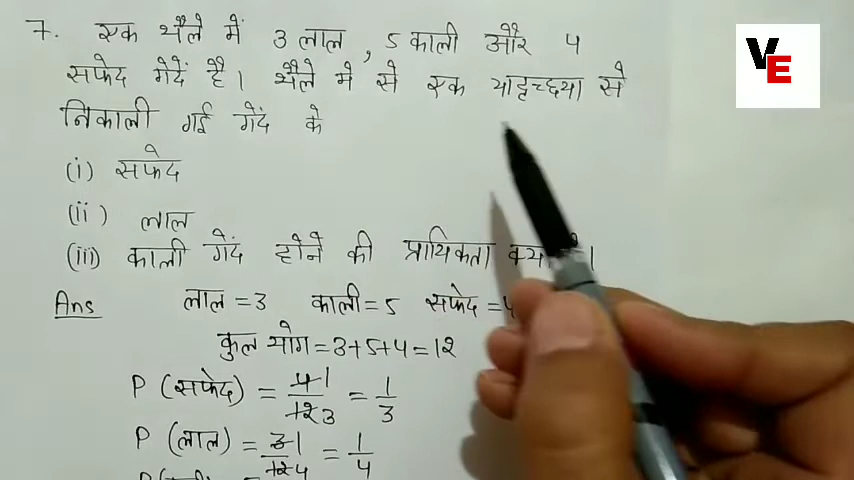 7. एक थैले में 3 लाल, 5 काली और 4
सफेद गेंदें है। थैले में से एक यादृच्छया से
निकाली गई गेंद के
(i) सफेद
(ii) लाल
(iii) काली गेंद होने की प्रायिकता
Ans लाल = 3 काली = 5 सफेद = 4
कुल योग = 3+5+4 = 12
P (सफेद) = 4/12 = 1/3
P (लाल) = 3/12 = 1/4
VE